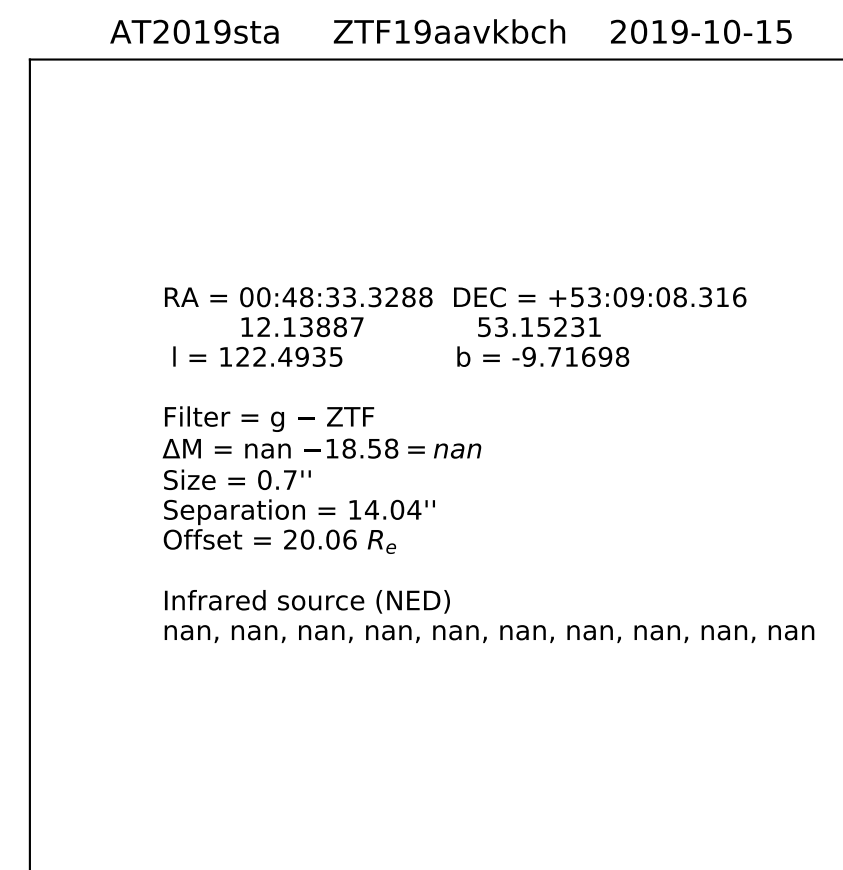 AT2019sta ZTF19aavkbch 2019-10-15
RA = 00:48:33.3288 DEC = +53:09:08.316
12.13887 53.15231
l = 122.4935 b = -9.71698
Filter = g − ZTF
ΔM = nan −18.58 = nan
Size = 0.7''
Separation = 14.04''
Offset = 20.06 Rₑ
Infrared source (NED)
nan, nan, nan, nan, nan, nan, nan, nan, nan, nan